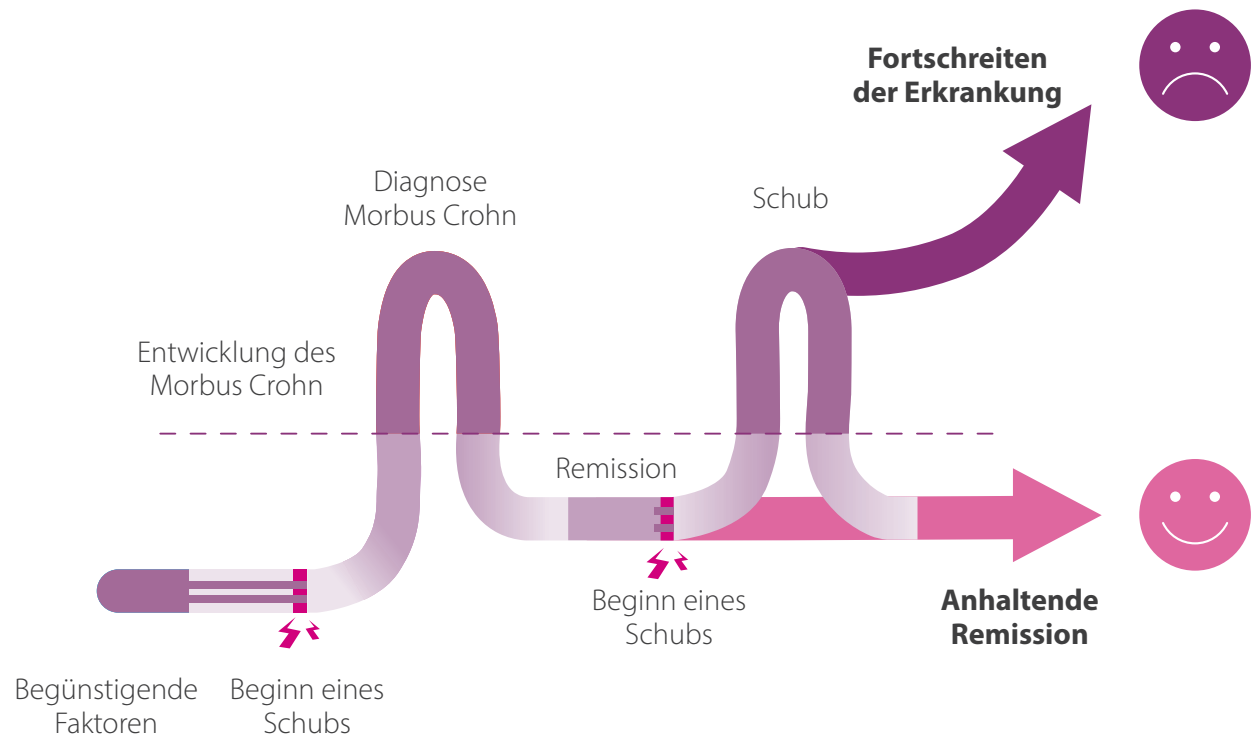 Fortschreiten
der Erkrankung
Diagnose
Morbus Crohn
Schub
Entwicklung des
Morbus Crohn
Remission
Beginn eines
Schubs
Anhaltende
Remission
Begünstigende
Faktoren
Beginn eines
Schubs